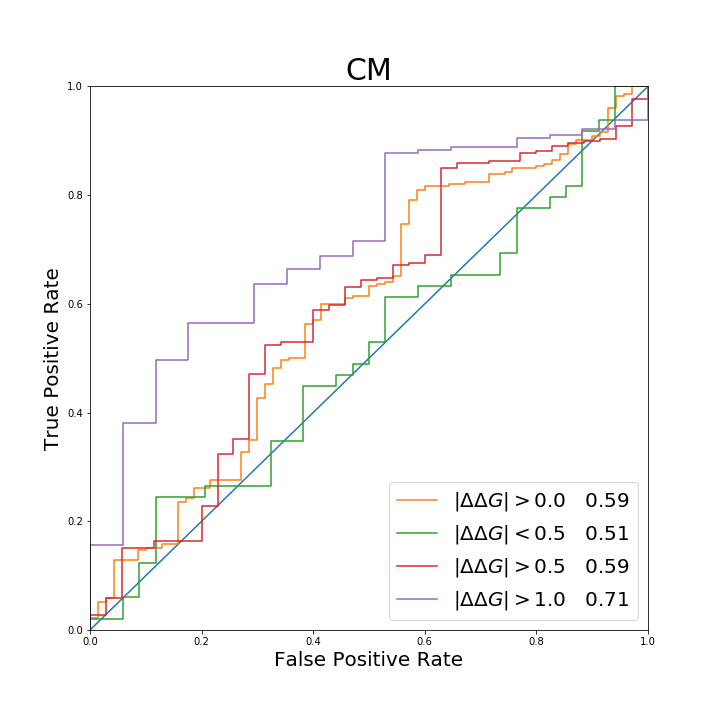 CM
1.0
0.8
0.6
0.4
0.2
0.0
True Positive Rate
0.0 0.2 0.4 0.6 0.8 1.0
False Positive Rate
|ΔΔG| > 0.0 0.59
|ΔΔG| < 0.5 0.51
|ΔΔG| > 0.5 0.59
|ΔΔG| > 1.0 0.71